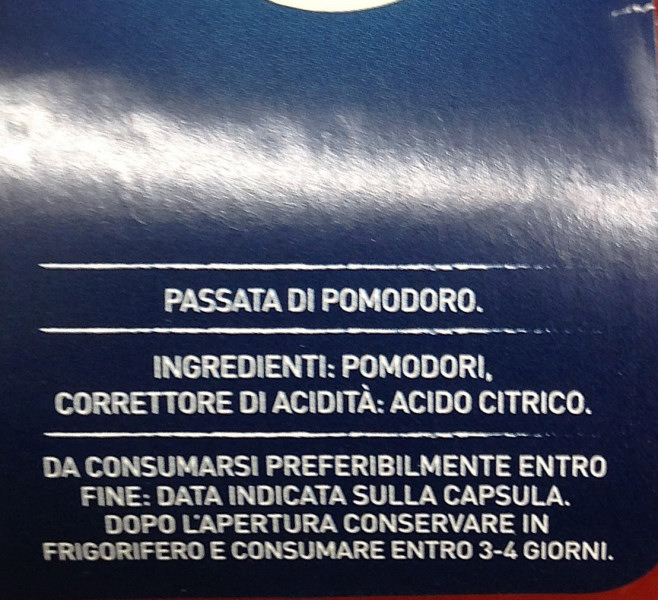 PASSATA DI POMODORO.
INGREDIENTI: POMODORI,
CORRETTORE DI ACIDITÀ: ACIDO CITRICO.
DA CONSUMARSI PREFERIBILMENTE ENTRO
FINE: DATA INDICATA SULLA CAPSULA.
DOPO L'APERTURA CONSERVARE IN
FRIGORIFERO E CONSUMARE ENTRO 3-4 GIORNI.